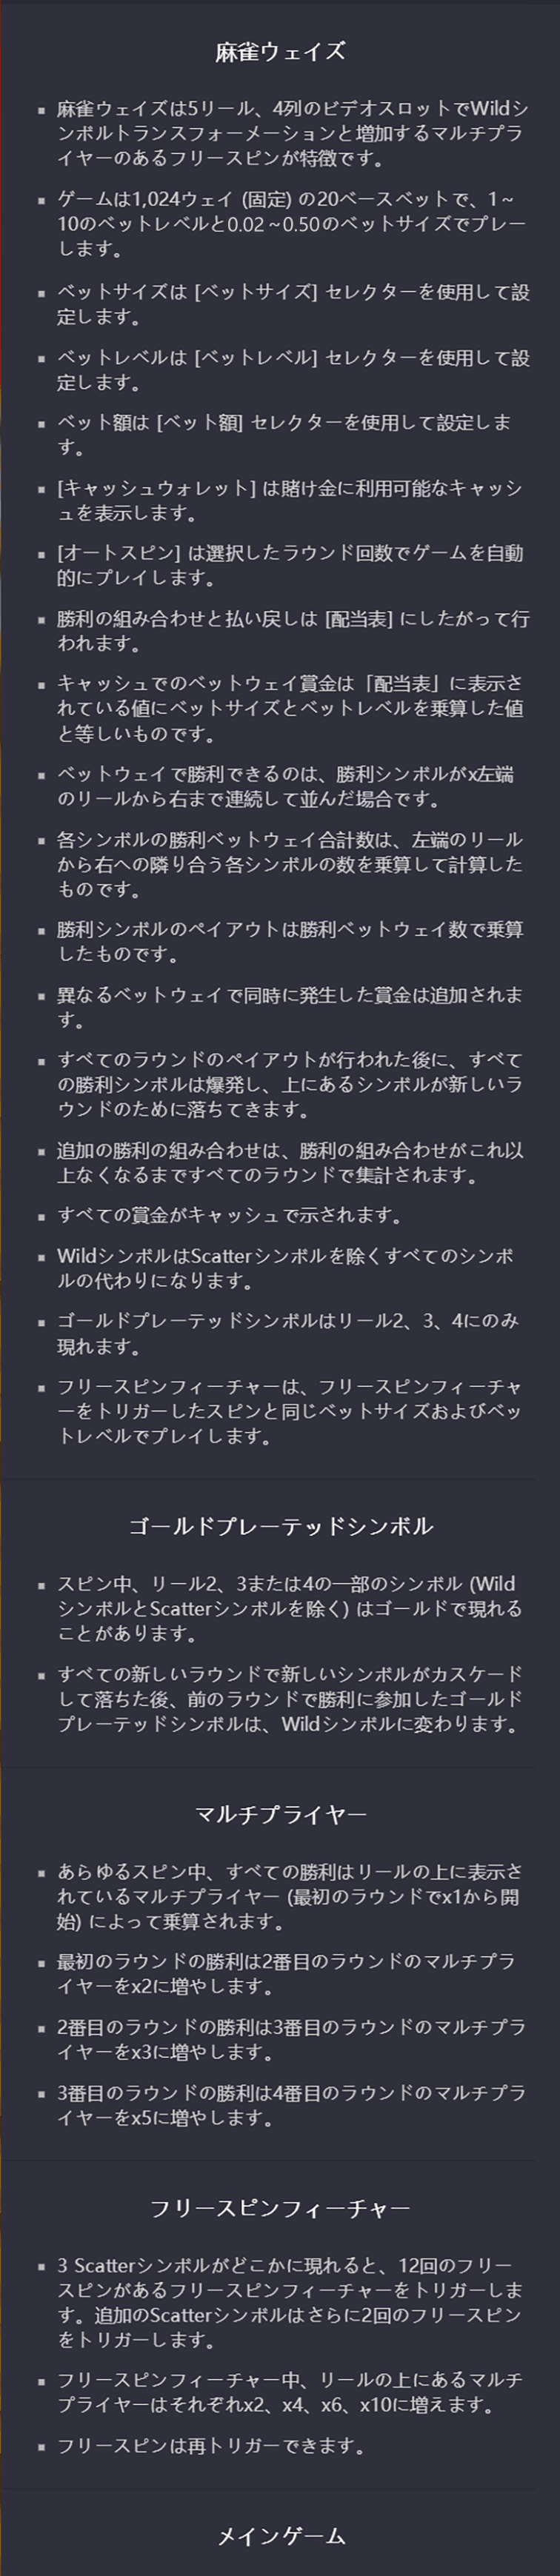 麻雀ウェイズ
麻雀ウェイズは5リール、4列のビデオスロットでWildシ
ンボルトランスフォーメーションと増加するマルチプラ
イヤーのあるフリースピンが特徴です。
ゲームは1,024ウェイ (固定) の20ベースベットで、1～
10のベットレベルと0.02～0.50のベットサイズでプレー
します。
ベットサイズは [ベットサイズ] セレクターを使用して設
定します。
ベットレベルは [ベットレベル] セレクターを使用して設
定します。
ベット額は [ベット額] セレクターを使用して設定しま
す。
[キャッシュウォレット] は賭け金に利用可能なキャッシ
ュを表示します。
[オートスピン] は選択したラウンド回数でゲームを自動
的にプレイします。
勝利の組み合わせと払い戻しは [配当表] にしたがって行
われます。
キャッシュでのベットウェイ賞金は「配当表」に表示さ
れている値にベットサイズとベットレベルを乗算した値
と等しいものです。
ベットウェイで勝利できるのは、勝利シンボルがx左端
のリールから右まで連続して並んだ場合です。
各シンボルの勝利ベットウェイ合計数は、左端のリール
から右への隣り合う各シンボルの数を乗算して計算した
ものです。
勝利シンボルのペイアウトは勝利ベットウェイ数で乗算
したものです。
異なるベットウェイで同時に発生した賞金は追加されま
す。
すべてのラウンドのペイアウトが行われた後に、すべて
の勝利シンボルは爆発し、上にあるシンボルが新しいラ
ウンドのために落ちてきます。
追加の勝利の組み合わせは、勝利の組み合わせがこれ以
上なくなるまですべてのラウンドで集計されます。
すべての賞金がキャッシュで示されます。
WildシンボルはScatterシンボルを除くすべてのシンボ
ルの代わりになります。
ゴールドプレーテッドシンボルはリール2、3、4にのみ
現れます。
フリースピンフィーチャーは、フリースピンフィーチャ
ーをトリガーしたスピンと同じベットサイズおよびベッ
トレベルでプレイします。
ゴールドプレーテッドシンボル
スピン中、リール2、3または4の一部のシンボル (Wild
シンボルとScatterシンボルを除く) はゴールドで現れる
ことがあります。
すべての新しいラウンドで新しいシンボルがカスケード
して落ちた後、前のラウンドで勝利に参加したゴールド
プレーテッドシンボルは、Wildシンボルに変わります。
マルチプライヤー
あらゆるスピン中、すべての勝利はリールの上に表示さ
れているマルチプライヤー (最初のラウンドでx1から開
始) によって乗算されます。
最初のラウンドの勝利は2番目のラウンドのマルチプラ
イヤーをx2に増やします。
2番目のラウンドの勝利は3番目のラウンドのマルチプラ
イヤーをx3に増やします。
3番目のラウンドの勝利は4番目のラウンドのマルチプラ
イヤーをx5に増やします。
フリースピンフィーチャー
3 Scatterシンボルがどこかに現れると、12回のフリー
スピンがあるフリースピンフィーチャーをトリガーしま
す。追加のScatterシンボルはさらに2回のフリースピン
をトリガーします。
フリースピンフィーチャー中、リールの上にあるマルチ
プライヤーはそれぞれx2、x4、x6、x10に増えます。
フリースピンは再トリガーできます。
メインゲーム